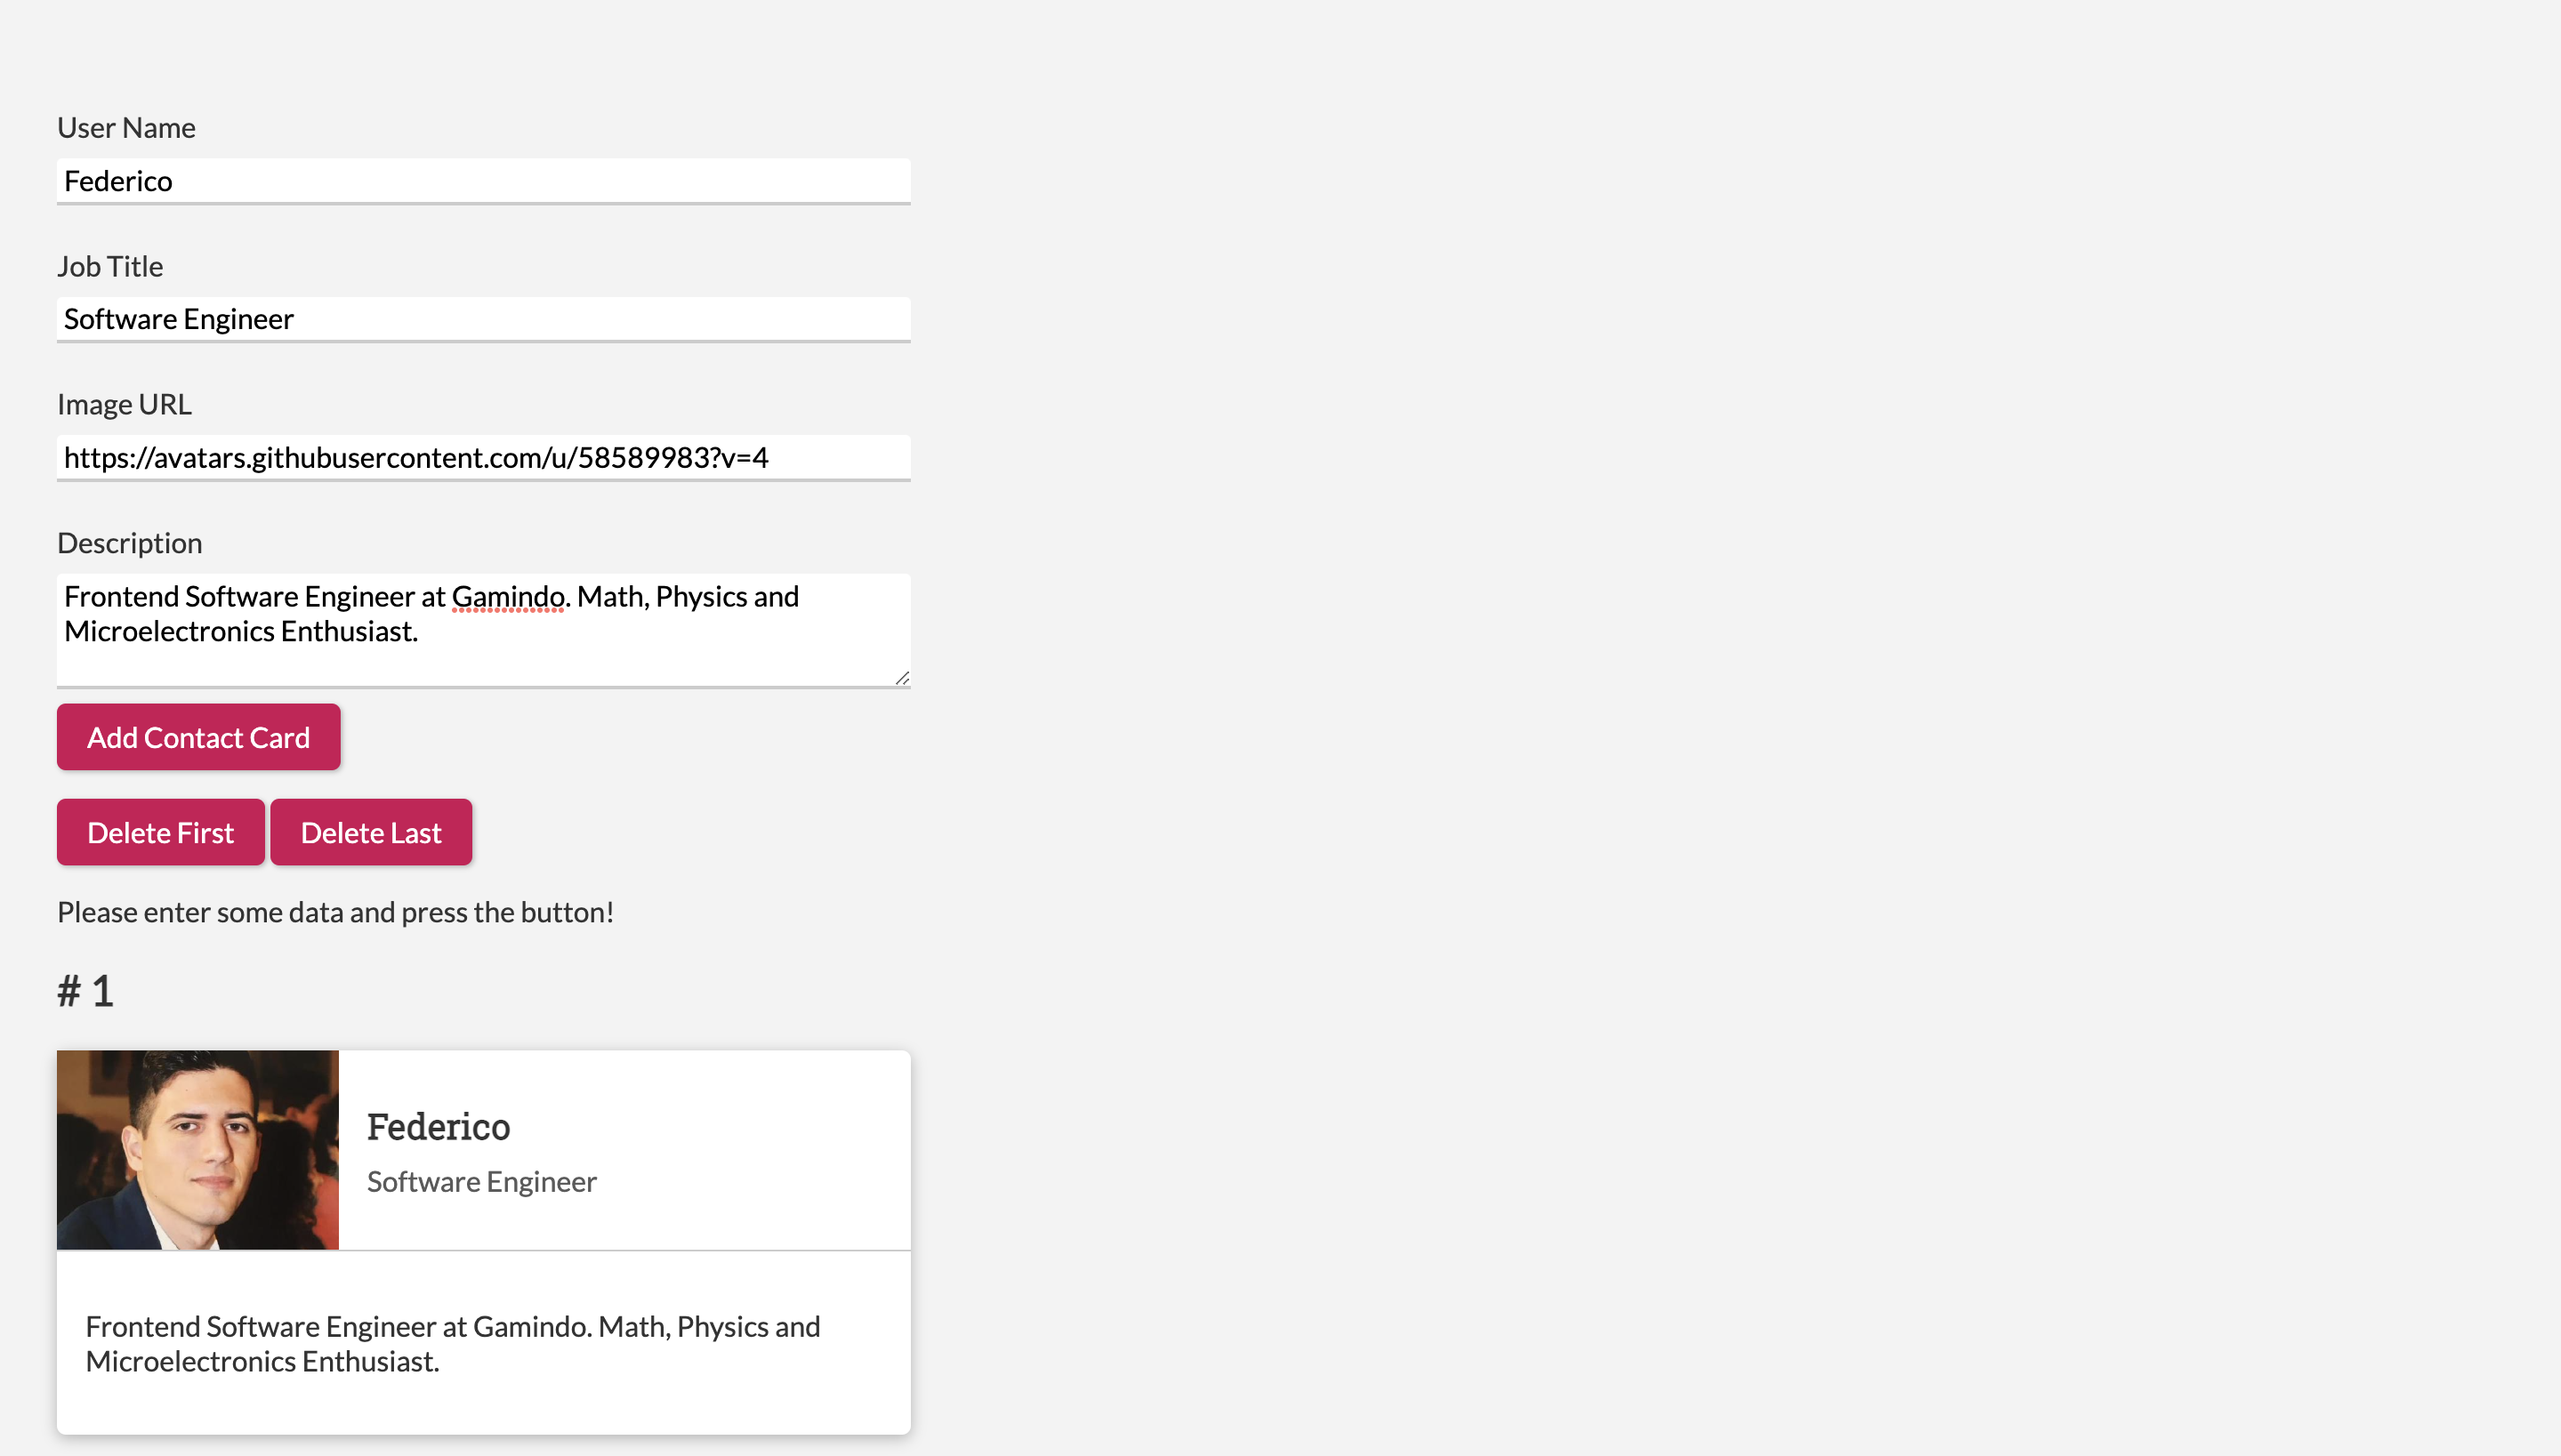 User Name
Federico
Job Title
Software Engineer
Image URL
https://avatars.githubusercontent.com/u/58589983?v=4
Description
Frontend Software Engineer at Gamindo. Math, Physics and
Microelectronics Enthusiast.
Add Contact Card
Delete First Delete Last
Please enter some data and press the button!
# 1
Federico
Software Engineer
Frontend Software Engineer at Gamindo. Math, Physics and
Microelectronics Enthusiast.